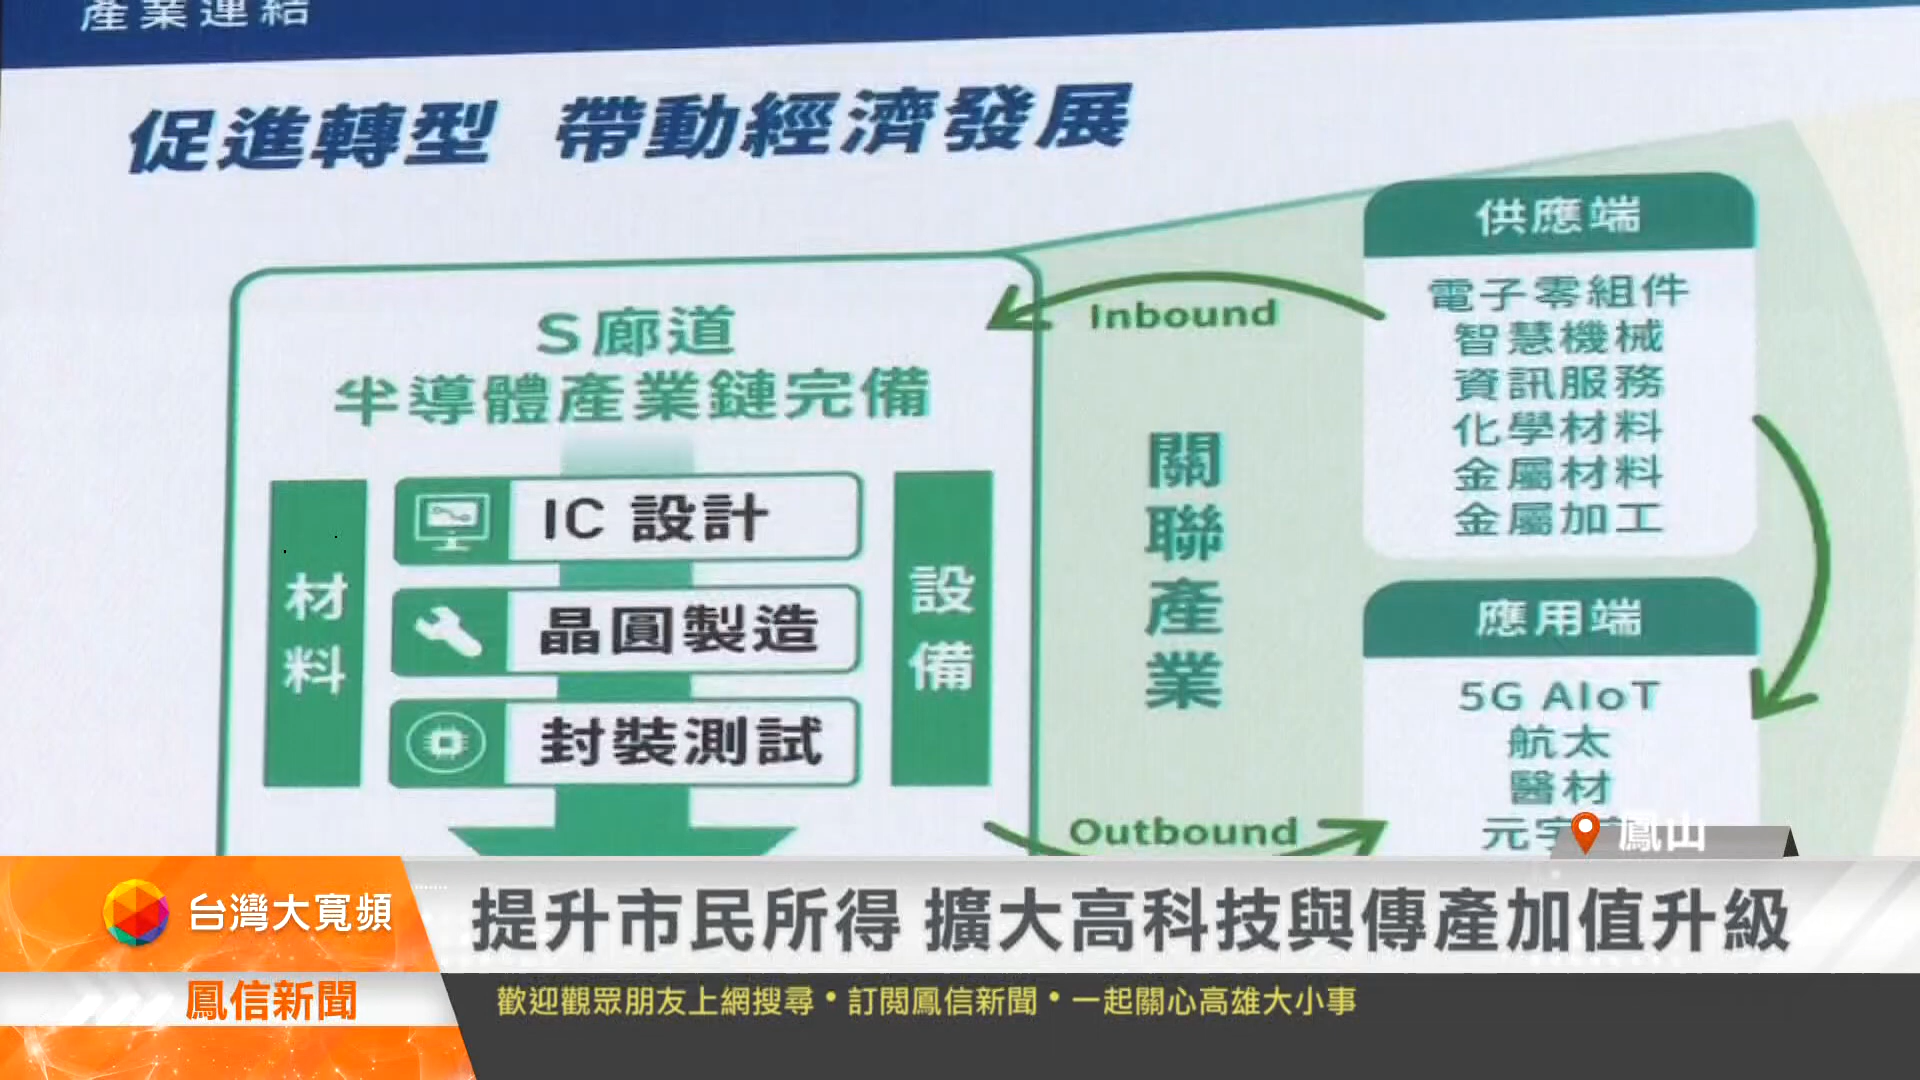 產業連結
促進轉型 帶動經濟發展
S廊道
半導體產業鏈完備
材料
IC 設計
晶圓製造
封裝測試
設備
Inbound
關聯產業
Outbound
供應端
電子零組件
智慧機械
資訊服務
化學材料
金屬材料
金屬加工
應用端
5G AIoT
航太
醫材
鳳山
台灣大寬頻
鳳信新聞
提升市民所得 擴大高科技與傳產加值升級
歡迎觀眾朋友上網搜尋•訂閱鳳信新聞•一起關心高雄大小事